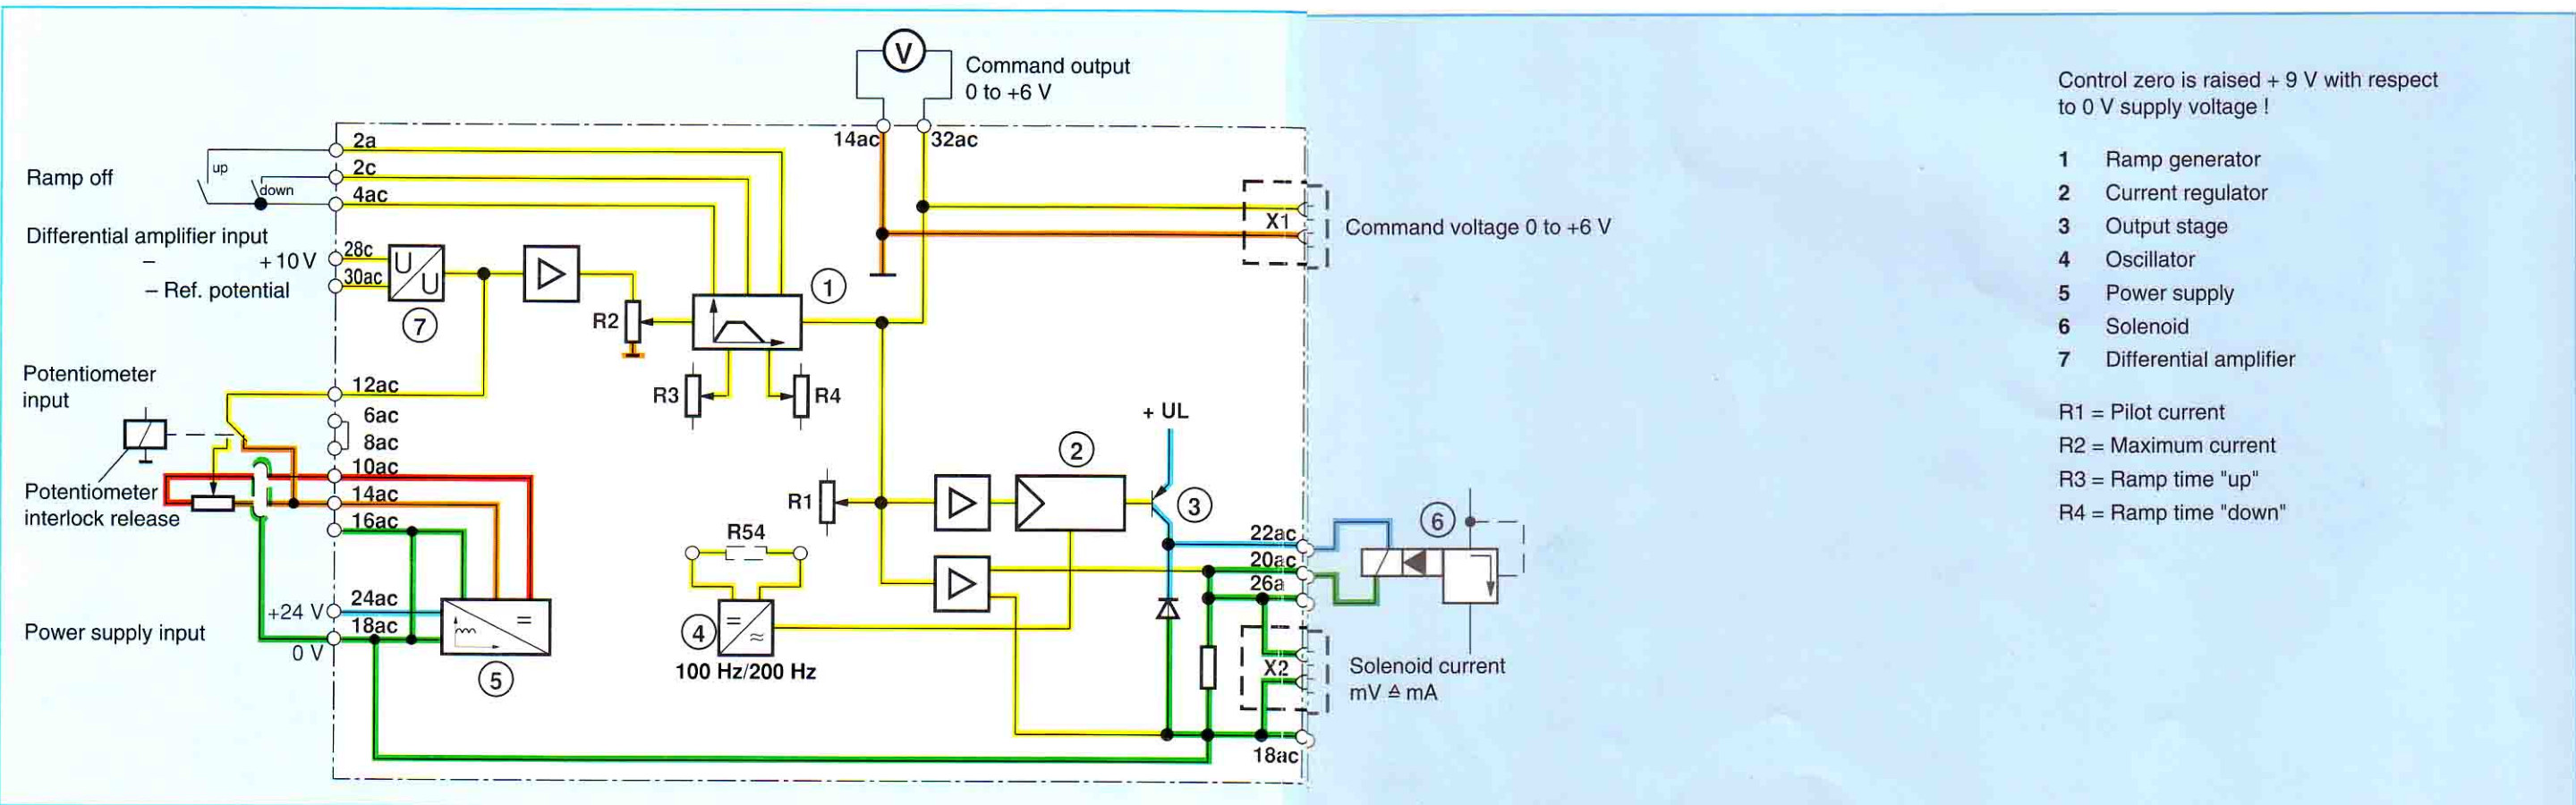 V
Command output
0 to +6 V
14ac
32ac
Ramp off
up
down
2a
2c
4ac
Differential amplifier input
– +10 V
28c
– Ref. potential
30ac
U
U
7
R2
1
R3
R4
X1
Command voltage 0 to +6 V
Potentiometer
input
12ac
6ac
8ac
10ac
Potentiometer
interlock release
14ac
16ac
+24 V
24ac
Power supply input
18ac
0 V
=
5
R1
2
+ UL
3
R54
4
=
≈
100 Hz/200 Hz
22ac
20ac
26a
6
X2
Solenoid current
mV ≙ mA
18ac
Control zero is raised + 9 V with respect
to 0 V supply voltage !
1 Ramp generator
2 Current regulator
3 Output stage
4 Oscillator
5 Power supply
6 Solenoid
7 Differential amplifier
R1 = Pilot current
R2 = Maximum current
R3 = Ramp time "up"
R4 = Ramp time "down"